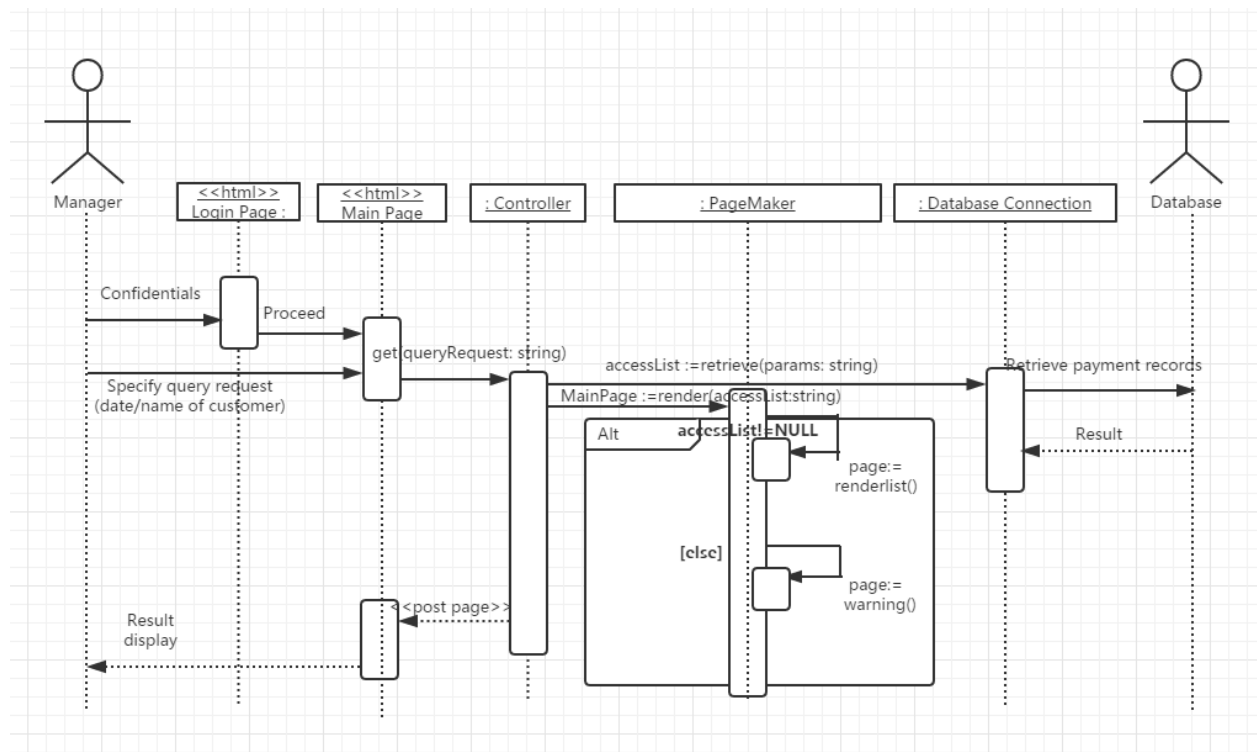 Manager
<<html>>
Login Page :
<<html>>
Main Page
: Controller
: PageMaker
: Database Connection
Database
Confidentials
Proceed
get(queryRequest: string)
Specify query request
(date/name of customer)
accessList :=retrieve(params: string)
Retrieve payment records
MainPage :=render(accessList:string)
Alt
accessList!=NULL
Result
page:=
renderlist()
[else]
page:=
warning()
<<post page>>
Result
display